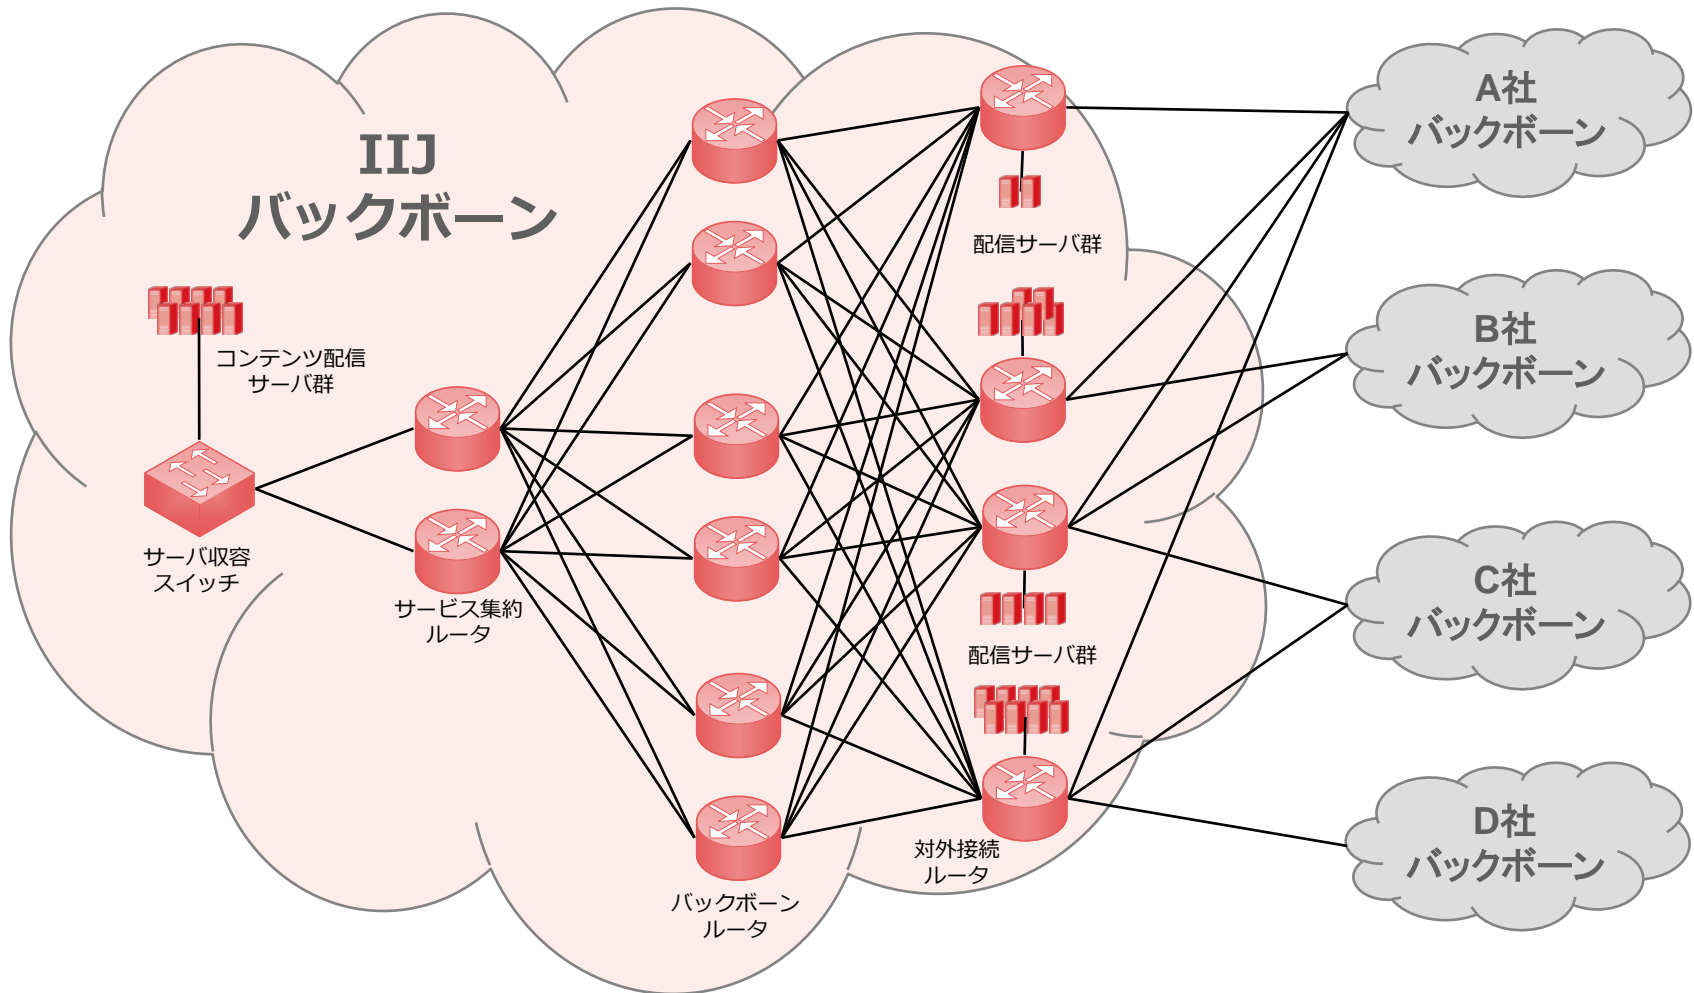 IIJ
バックボーン
コンテンツ配信
サーバ群
サーバ収容
スイッチ
サービス集約
ルータ
バックボーン
ルータ
配信サーバ群
配信サーバ群
対外接続
ルータ
A社
バックボーン
B社
バックボーン
C社
バックボーン
D社
バックボーン